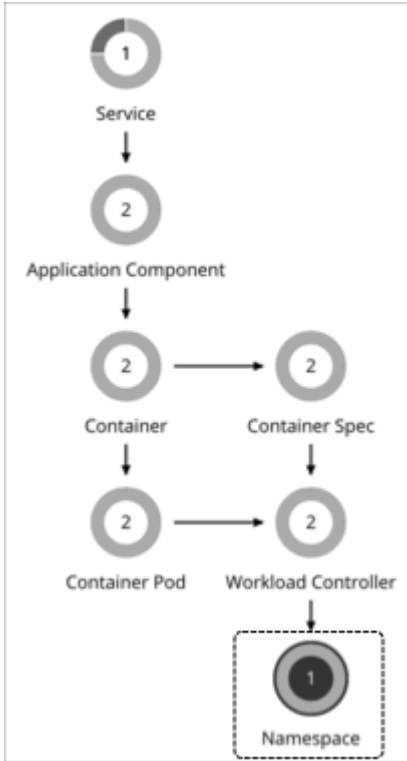 1
Service
2
Application Component
2
2
Container
Container Spec
2
2
Container Pod
Workload Controller
1
Namespace